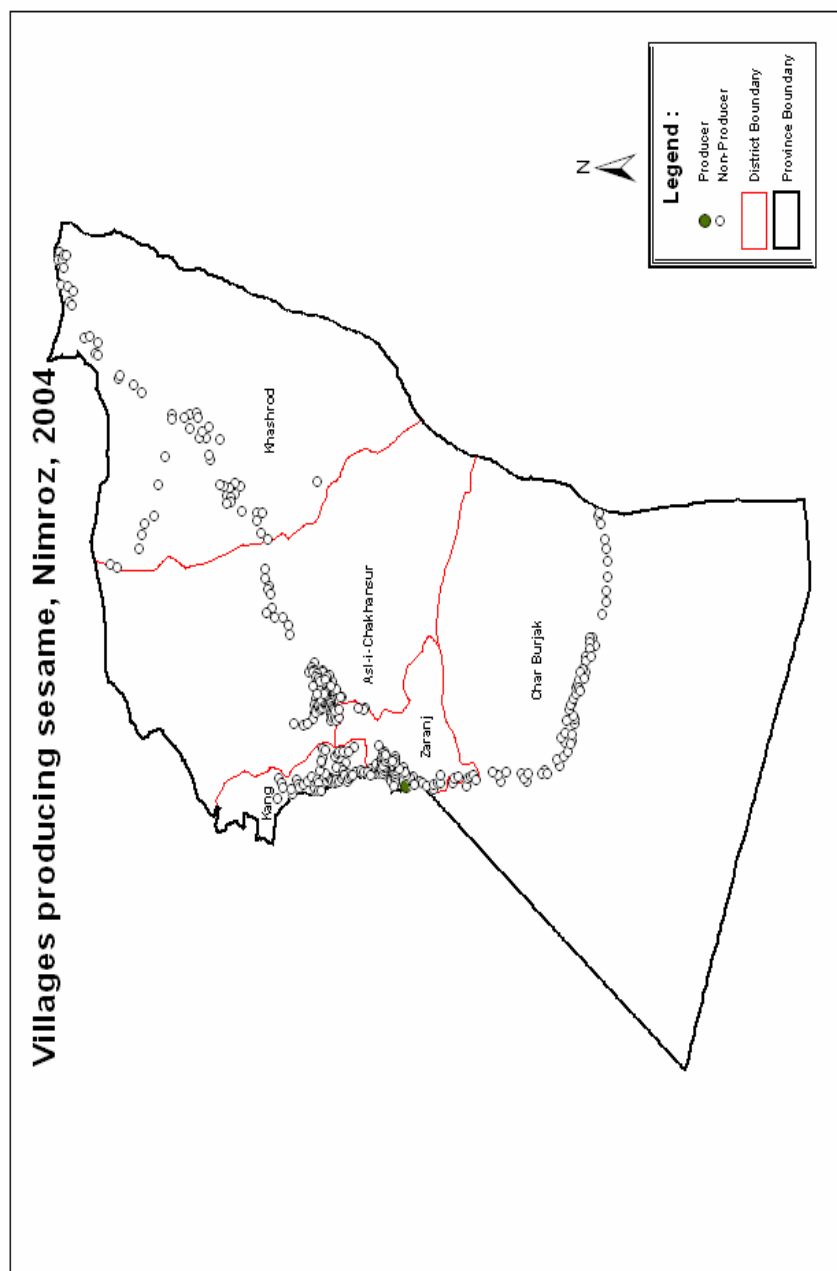 Villages producing sesame, Nimroz, 2004
Khashrod
Kang
Asl-i-Chakhansur
Zaranj
Char Burjak
N
Legend :
Producer
Non-Producer
District Boundary
Province Boundary